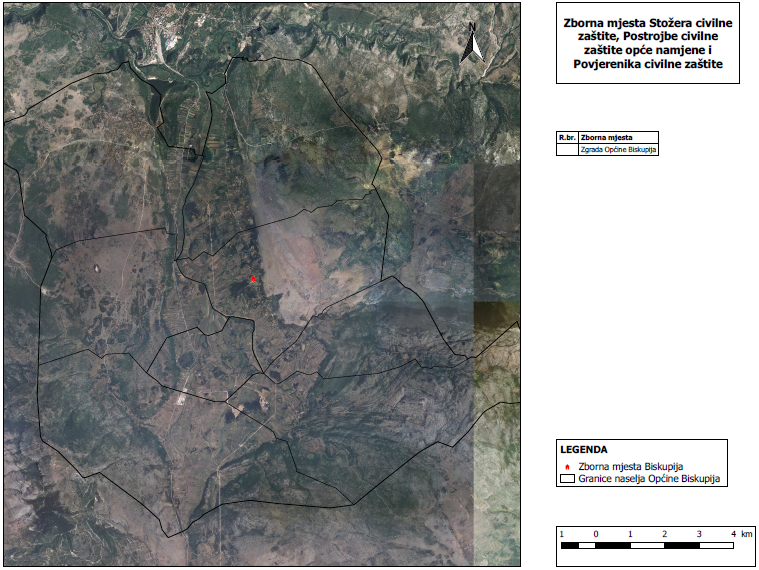 N
Zborna mjesta Stožera civilne
zaštite, Postrojbe civilne
zaštite opće namjene i
Povjerenika civilne zaštite
R.br. Zborna mjesta
Zgrada Općine Biskupija
LEGENDA
Zborna mjesta Biskupija
Granice naselja Općine Biskupija
1 0 1 2 3 4 km